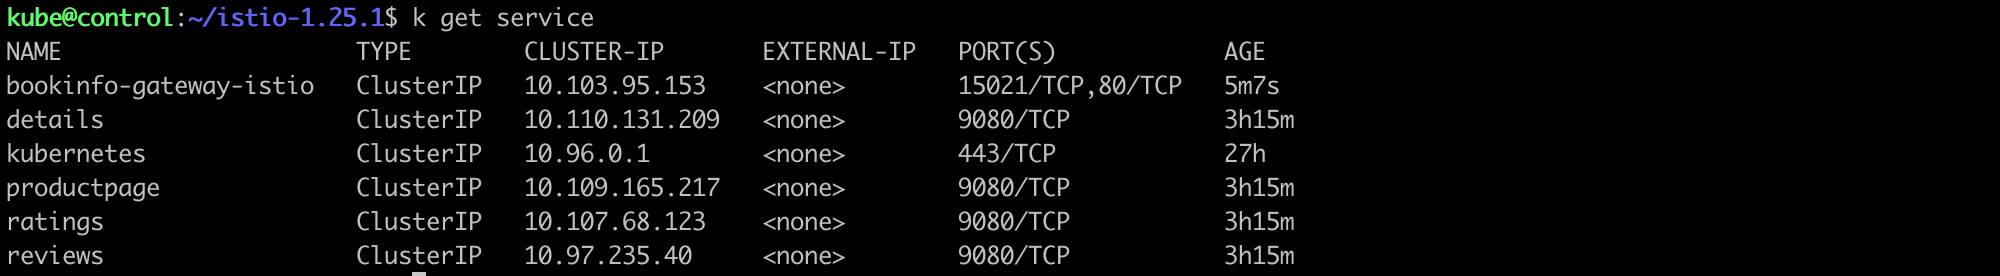 kube@control:~/istio-1.25.1$ k get service
NAME                     TYPE        CLUSTER-IP       EXTERNAL-IP   PORT(S)            AGE
bookinfo-gateway-istio   ClusterIP   10.103.95.153    <none>        15021/TCP,80/TCP   5m7s
details                  ClusterIP   10.110.131.209   <none>        9080/TCP           3h15m
kubernetes               ClusterIP   10.96.0.1        <none>        443/TCP            27h
productpage              ClusterIP   10.109.165.217   <none>        9080/TCP           3h15m
ratings                  ClusterIP   10.107.68.123    <none>        9080/TCP           3h15m
reviews                  ClusterIP   10.97.235.40     <none>        9080/TCP           3h15m